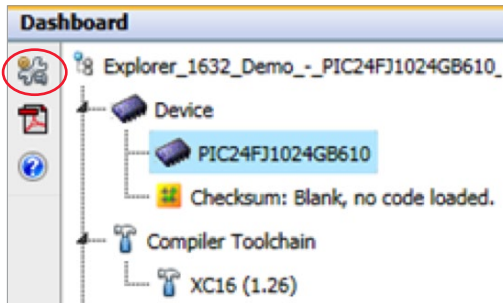 Dashboard
Explorer_1632_Demo_-_PIC24FJ1024GB610_
Device
PIC24FJ1024GB610
Checksum: Blank, no code loaded.
Compiler Toolchain
XC16 (1.26)